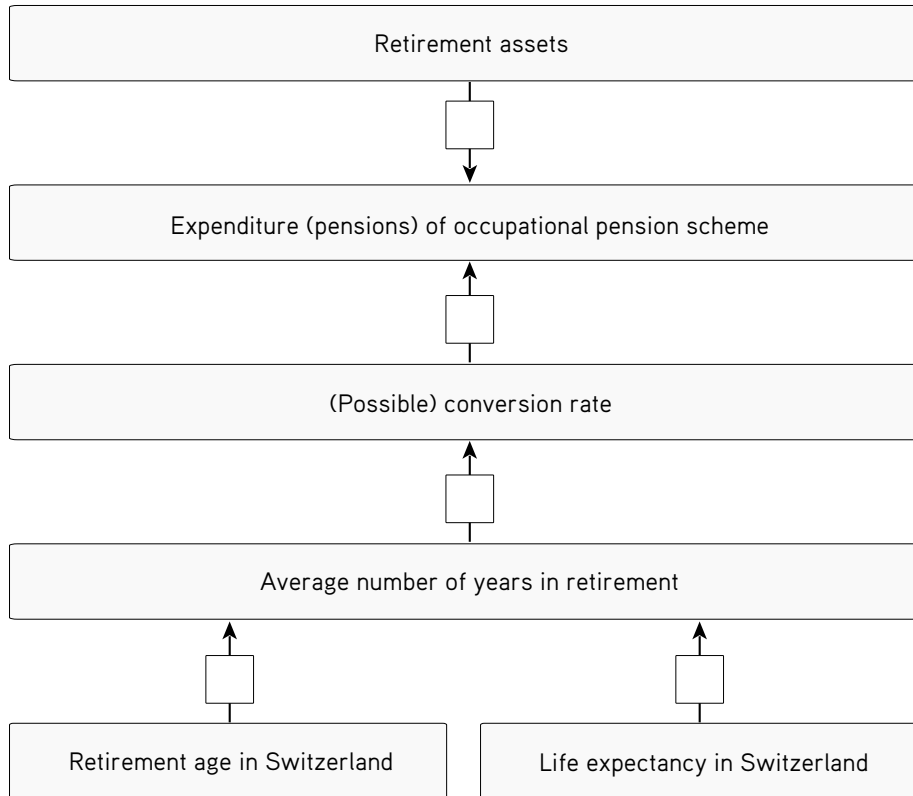 Retirement assets
Expenditure (pensions) of occupational pension scheme
(Possible) conversion rate
Average number of years in retirement
Retirement age in Switzerland
Life expectancy in Switzerland